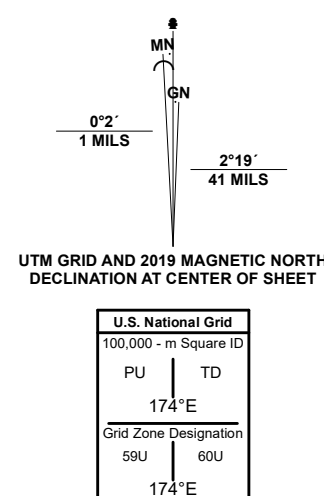 MN
GN
0°2´
1 MILS
2°19´
41 MILS
UTM GRID AND 2019 MAGNETIC NORTH
DECLINATION AT CENTER OF SHEET
U.S. National Grid
100,000 - m Square ID
PU TD
174°E
Grid Zone Designation
59U 60U
174°E